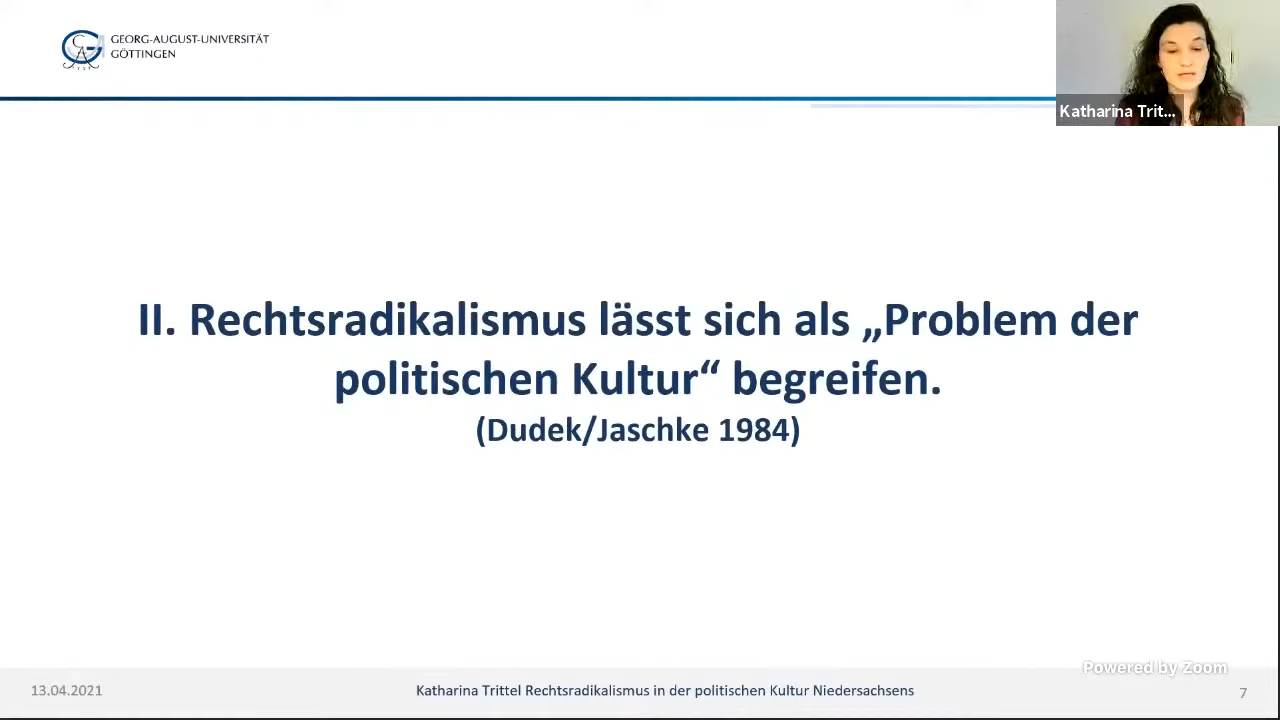 GEORG-AUGUST-UNIVERSITÄT
GÖTTINGEN
Katharina Trit...
II. Rechtsradikalismus lässt sich als „Problem der
politischen Kultur“ begreifen.
(Dudek/Jaschke 1984)
Powered by Zoom
13.04.2021
Katharina Trittel Rechtsradikalismus in der politischen Kultur Niedersachsens
7